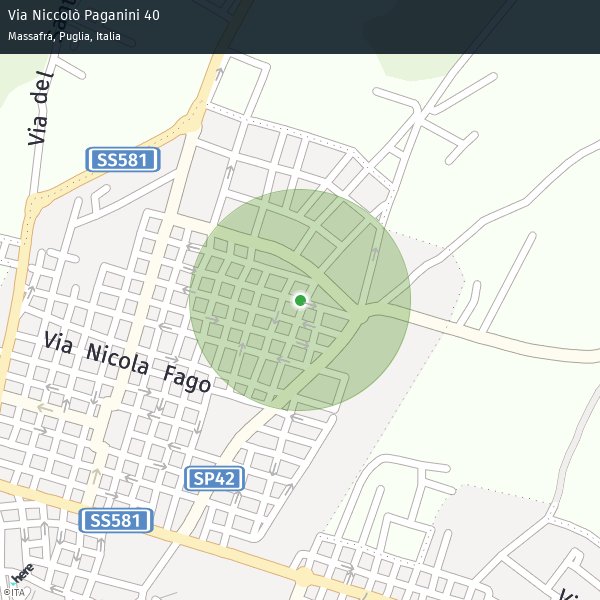 Via Niccolò Paganini 40
Massafra, Puglia, Italia
Via del
SS581
Via Nicola Fago
SP42
SS581
here
©ITA